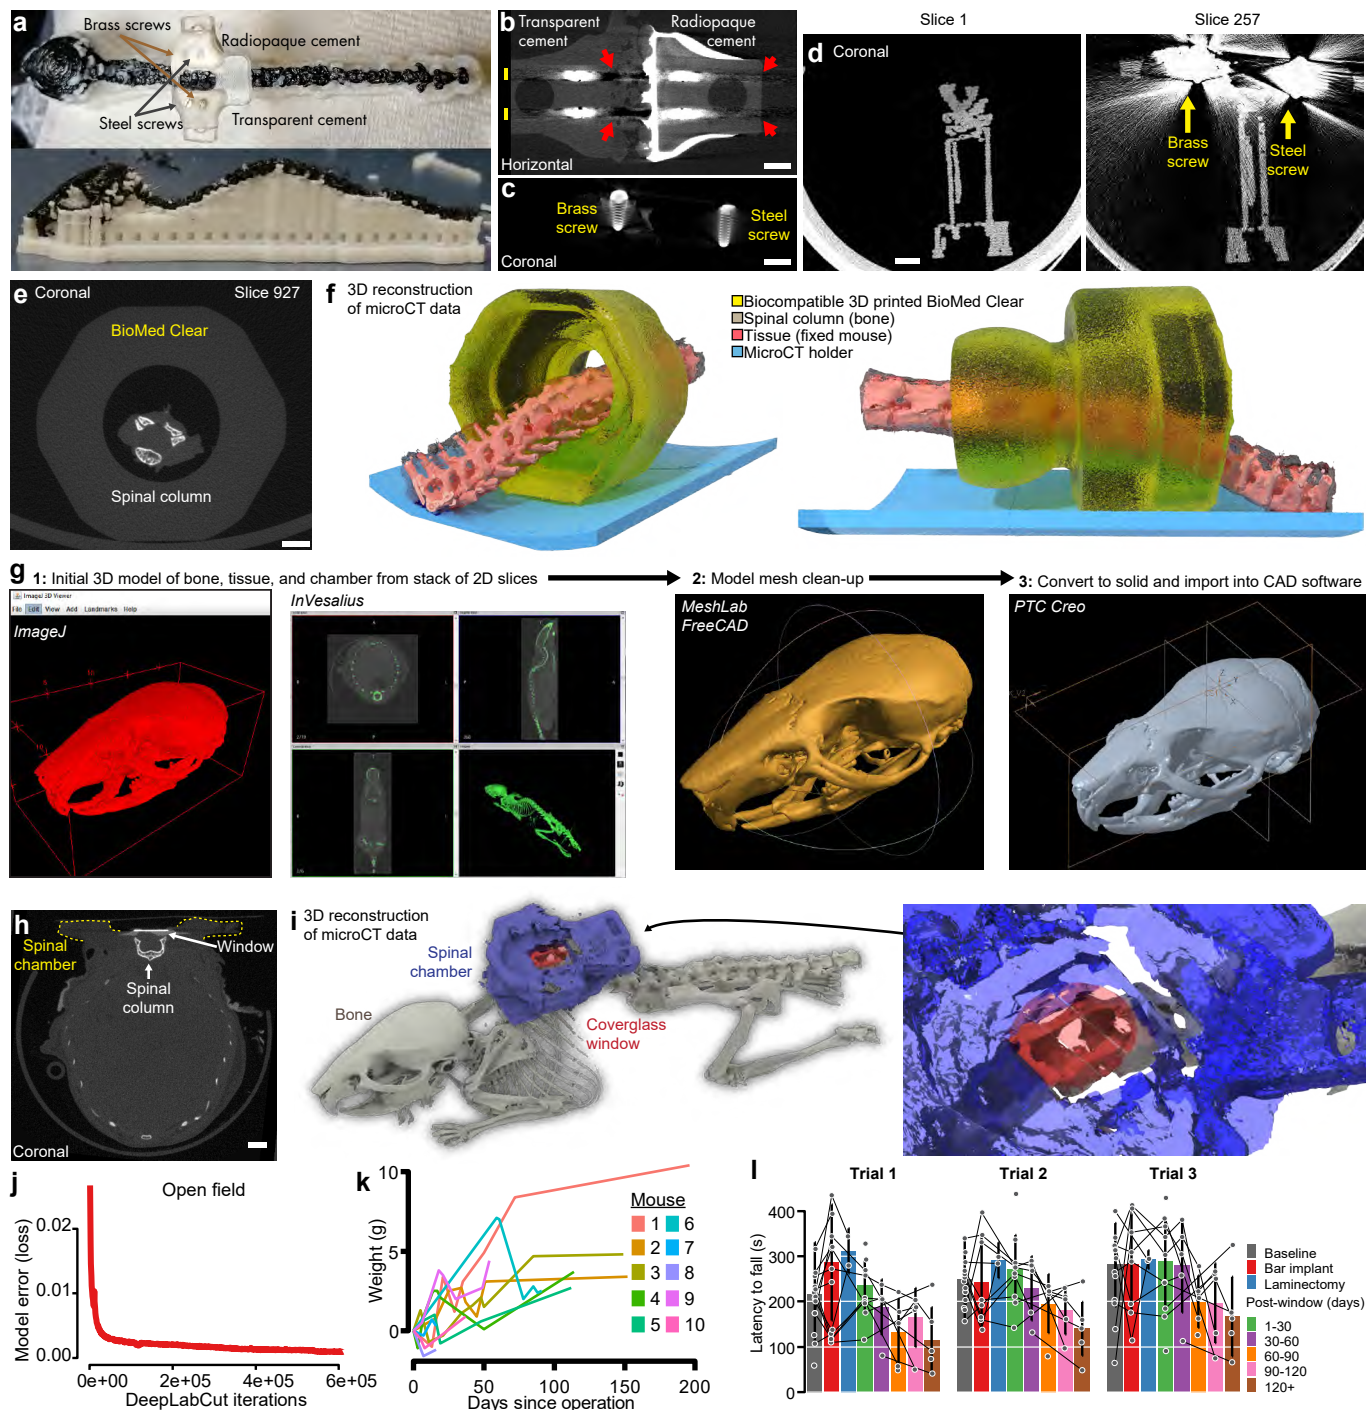 a
Brass screws
Radiopaque cement
Steel screws
Transparent cement
b
Transparent cement
Radiopaque cement
Horizontal
c
Brass screw
Steel screw
Coronal
Slice 1
Slice 257
d
Coronal
Brass screw
Steel screw
e
Coronal
Slice 927
BioMed Clear
Spinal column
f
3D reconstruction
of microCT data
Biocompatible 3D printed BioMed Clear
Spinal column (bone)
Tissue (fixed mouse)
MicroCT holder
g
1: Initial 3D model of bone, tissue, and chamber from stack of 2D slices
2: Model mesh clean-up
3: Convert to solid and import into CAD software
ImageJ 3D Viewer
File Edit View Add Landmarks Help
ImageJ
InVesalius
MeshLab
FreeCAD
PTC Creo
h
Spinal chamber
Window
Spinal column
Coronal
i
3D reconstruction
of microCT data
Spinal chamber
Bone
Coverglass window
j
Open field
Model error (loss)
0.02
0.01
0.00
0e+00 2e+05 4e+05 6e+05
DeepLabCut iterations
k
Weight (g)
10
5
0
0 50 100 150 200
Days since operation
Mouse
1 6
2 7
3 8
4 9
5 10
l
Trial 1
Trial 2
Trial 3
Latency to fall (s)
400
300
200
100
0
Baseline
Bar implant
Laminectomy
Post-window (days)
1-30
30-60
60-90
90-120
120+